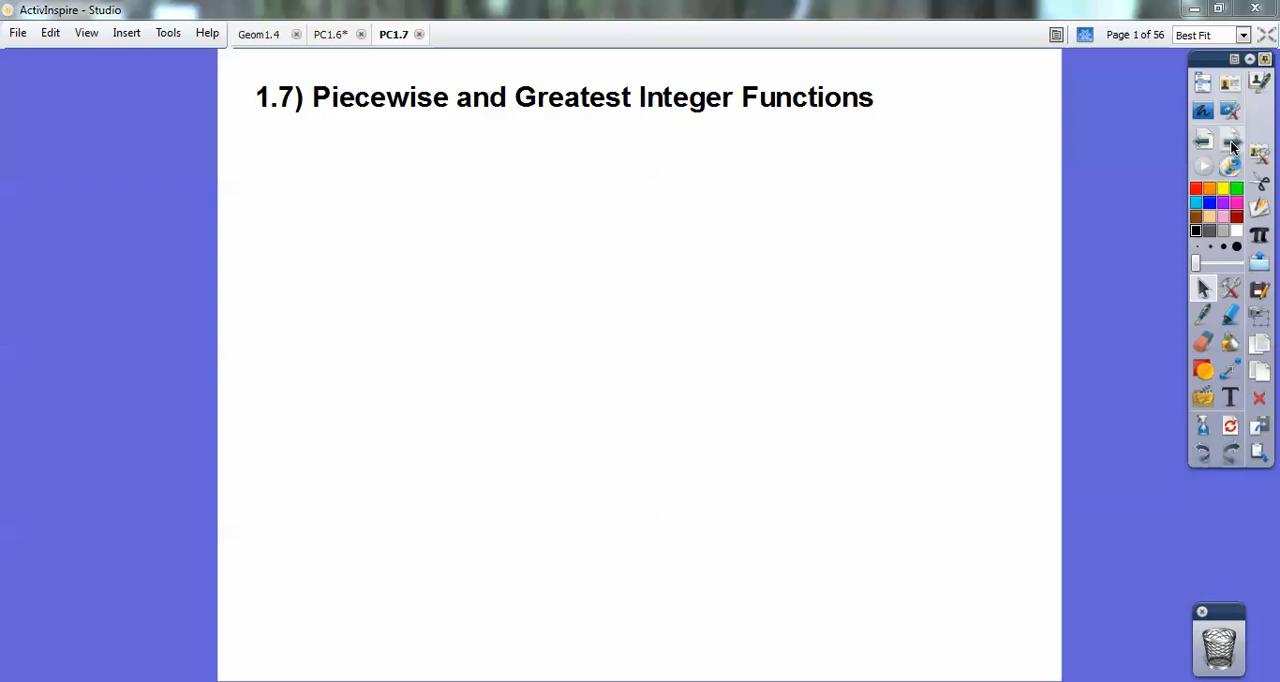 ActivInspire - Studio
File Edit View Insert Tools Help
Geom1.4 PC1.6* PC1.7
Page 1 of 56 Best Fit
1.7) Piecewise and Greatest Integer Functions